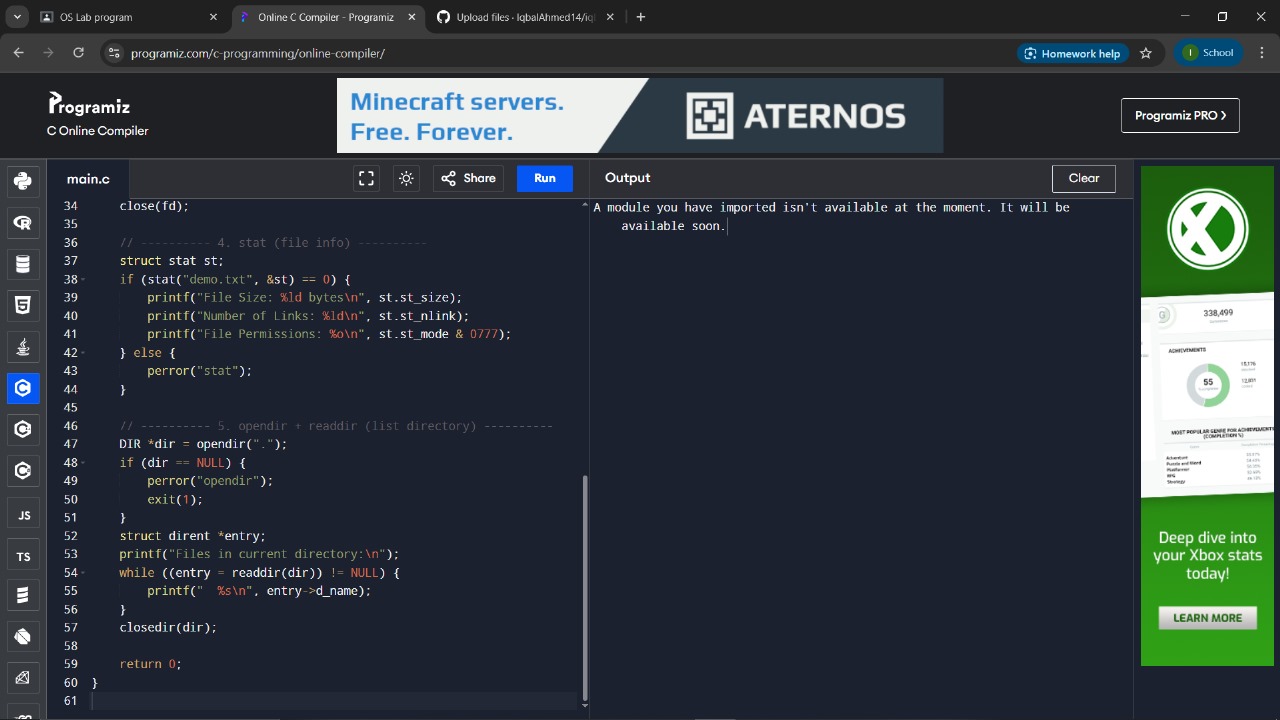 OS Lab program
Online C Compiler - Programiz
Upload files · IqbalAhmed14/iq
programiz.com/c-programming/online-compiler/
Homework help
I School
Programiz
C Online Compiler
Minecraft servers.
Free. Forever.
ATERNOS
Programiz PRO
main.c
Share
Run
Output
Clear
34 close(fd);
35
36 // ---------- 4. stat (file info) ----------
37 struct stat st;
38 if (stat("demo.txt", &st) == 0) {
39 printf("File Size: %ld bytes\n", st.st_size);
40 printf("Number of Links: %ld\n", st.st_nlink);
41 printf("File Permissions: %o\n", st.st_mode & 0777);
42 } else {
43 perror("stat");
44 }
45
46 // ---------- 5. opendir + readdir (list directory) ----------
47 DIR *dir = opendir(".");
48 if (dir == NULL) {
49 perror("opendir");
50 exit(1);
51 }
52 struct dirent *entry;
53 printf("Files in current directory:\n");
54 while ((entry = readdir(dir)) != NULL) {
55 printf("  %s\n", entry->d_name);
56 }
57 closedir(dir);
58
59 return 0;
60 }
61
A module you have imported isn't available at the moment. It will be
available soon.
JS
TS
338,499
ACHIEVEMENTS
55
MOST POPULAR GENRE FOR ACHIEVEMENTS
(COMPLETION %)
Deep dive into
your Xbox stats
today!
LEARN MORE